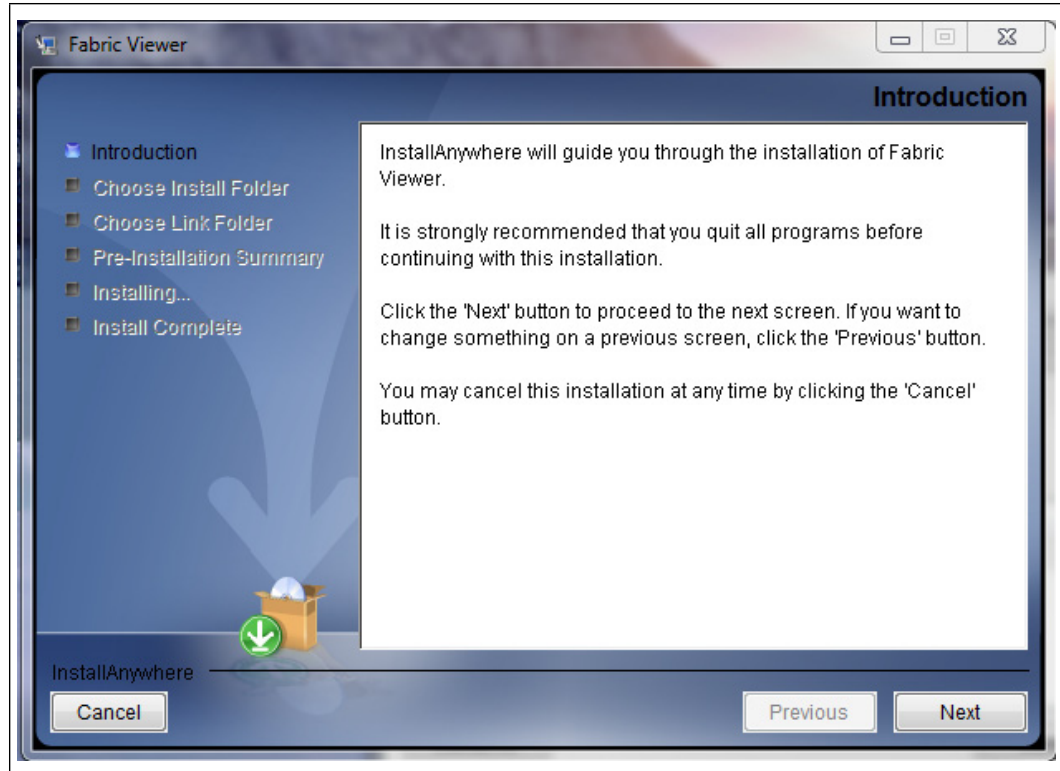 Fabric Viewer
Introduction
Introduction
Choose Install Folder
Choose Link Folder
Pre-Installation Summary
Installing...
Install Complete
InstallAnywhere will guide you through the installation of Fabric
Viewer.
It is strongly recommended that you quit all programs before
continuing with this installation.
Click the 'Next' button to proceed to the next screen. If you want to
change something on a previous screen, click the 'Previous' button.
You may cancel this installation at any time by clicking the 'Cancel'
button.
InstallAnywhere
Cancel
Previous
Next